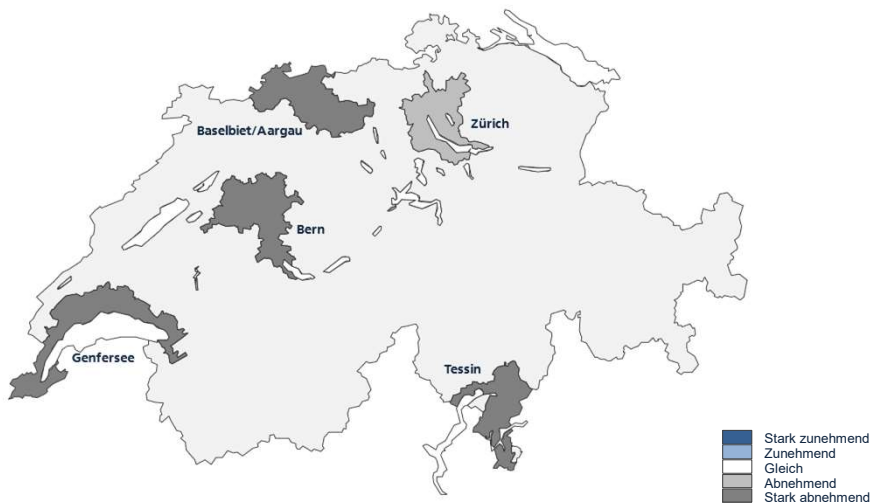 Baselbiet/Aargau
Zürich
Bern
Genfersee
Tessin
Stark zunehmend
Zunehmend
Gleich
Abnehmend
Stark abnehmend